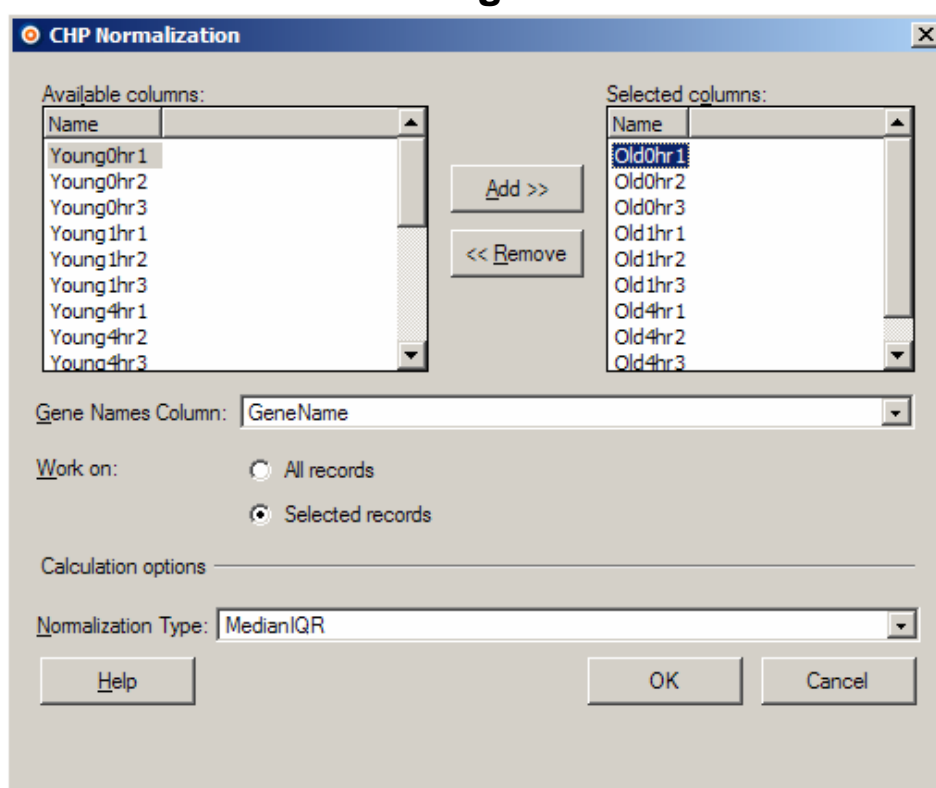 CHP Normalization
Available columns:
Name
Young0hr1
Young0hr2
Young0hr3
Young1hr1
Young1hr2
Young1hr3
Young4hr1
Young4hr2
Young4hr3
Add >>
<< Remove
Selected columns:
Name
Old0hr1
Old0hr2
Old0hr3
Old1hr1
Old1hr2
Old1hr3
Old4hr1
Old4hr2
Old4hr3
Gene Names Column: GeneName
Work on: All records
Selected records
Calculation options
Normalization Type: MedianIQR
Help OK Cancel